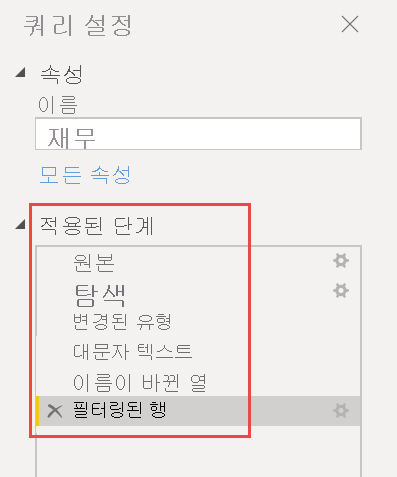 쿼리 설정
속성
이름
재무
모든 속성
적용된 단계
원본
탐색
변경된 유형
대문자 텍스트
이름이 바뀐 열
필터링된 행